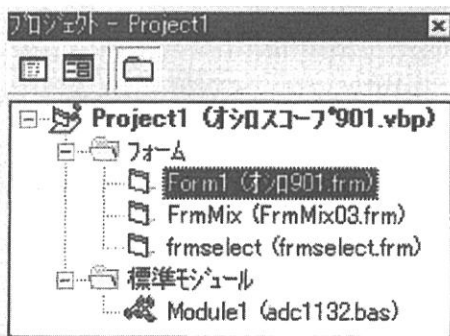 プロジェクト - Project1
Project1 (オシロスコープ901.vbp)
フォーム
Form1 (オシロ901.frm)
FrmMix (FrmMix03.frm)
frmselect (frmselect.frm)
標準モジュール
Module1 (adc1132.bas)